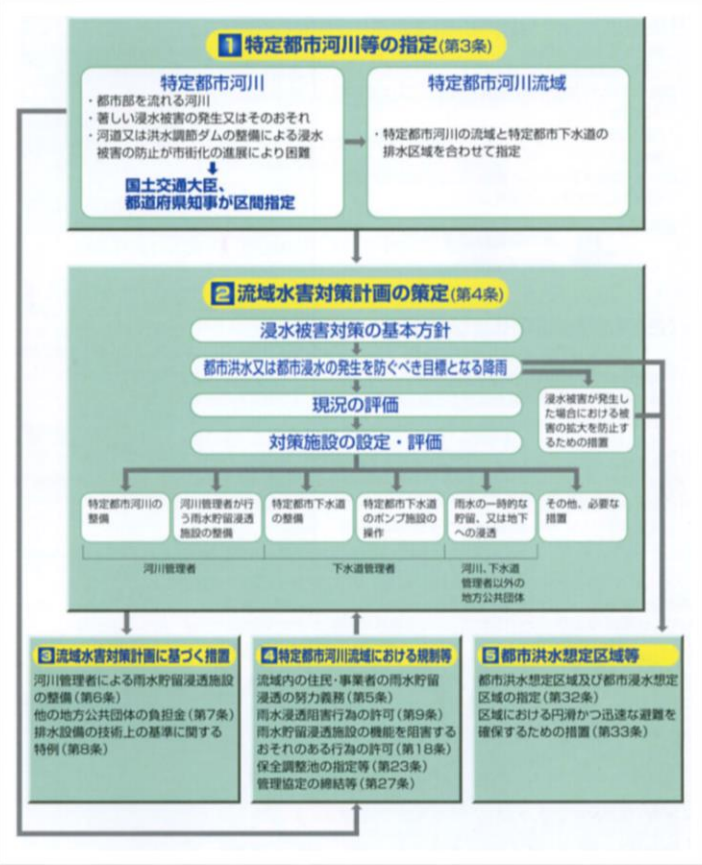 1 特定都市河川等の指定(第3条)
特定都市河川
・都市部を流れる河川
・著しい浸水被害の発生又はそのおそれ
・河道又は洪水調節ダムの整備による浸水
被害の防止が市街化の進展により困難
国土交通大臣、
都道府県知事が区間指定
特定都市河川流域
・特定都市河川の流域と特定都市下水道の
排水区域を合わせて指定
2 流域水害対策計画の策定(第4条)
浸水被害対策の基本方針
都市洪水又は都市浸水の発生を防ぐべき目標となる降雨
現況の評価
対策施設の設定・評価
浸水被害が発生し
た場合における被
害の拡大を防止す
るための措置
特定都市河川の
整備
河川管理者が行
う雨水貯留浸透
施設の整備
特定都市下水道
の整備
特定都市下水道
のポンプ施設の
操作
雨水の一時的な
貯留、又は地下
への浸透
その他、必要な
措置
河川管理者
下水道管理者
河川、下水道
管理者以外の
地方公共団体
3 流域水害対策計画に基づく措置
河川管理者による雨水貯留浸透施設
の整備(第6条)
他の地方公共団体の負担金(第7条)
排水設備の技術上の基準に関する
特例(第8条)
4 特定都市河川流域における規制等
流域内の住民・事業者の雨水貯留
浸透の努力義務(第5条)
雨水浸透阻害行為の許可(第9条)
雨水貯留浸透施設の機能を阻害する
おそれのある行為の許可(第18条)
保全調整池の指定等(第23条)
管理協定の締結等(第27条)
5 都市洪水想定区域等
都市洪水想定区域及び都市浸水想定
区域の指定(第32条)
区域における円滑かつ迅速な避難を
確保するための措置(第33条)